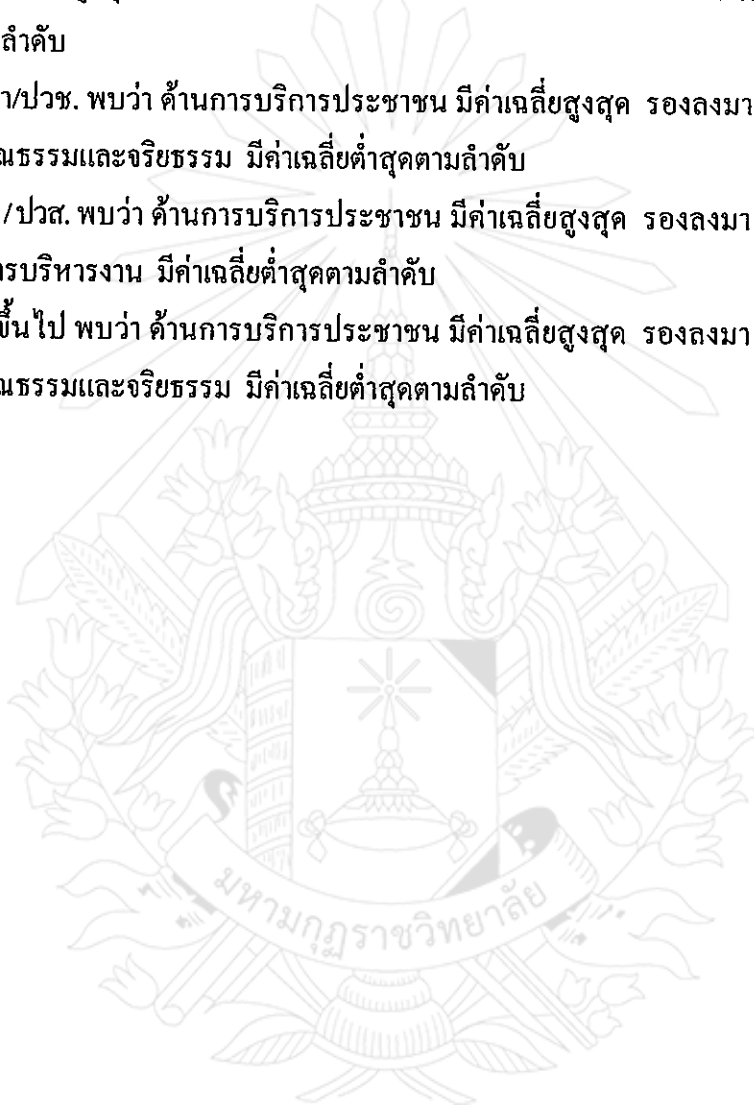 ลำดับ
า/ปวช. พบว่า ด้านการบริการประชาชน มีค่าเฉลี่ยสูงสุด รองลงมา
ณธรรมและจริยธรรม มีค่าเฉลี่ยต่ำสุดตามลำดับ
/ปวส. พบว่า ด้านการบริการประชาชน มีค่าเฉลี่ยสูงสุด รองลงมา
ารบริหารงาน มีค่าเฉลี่ยต่ำสุดตามลำดับ
ขึ้นไป พบว่า ด้านการบริการประชาชน มีค่าเฉลี่ยสูงสุด รองลงมา
ณธรรมและจริยธรรม มีค่าเฉลี่ยต่ำสุดตามลำดับ
มหามกุฏราชวิทยาลัย